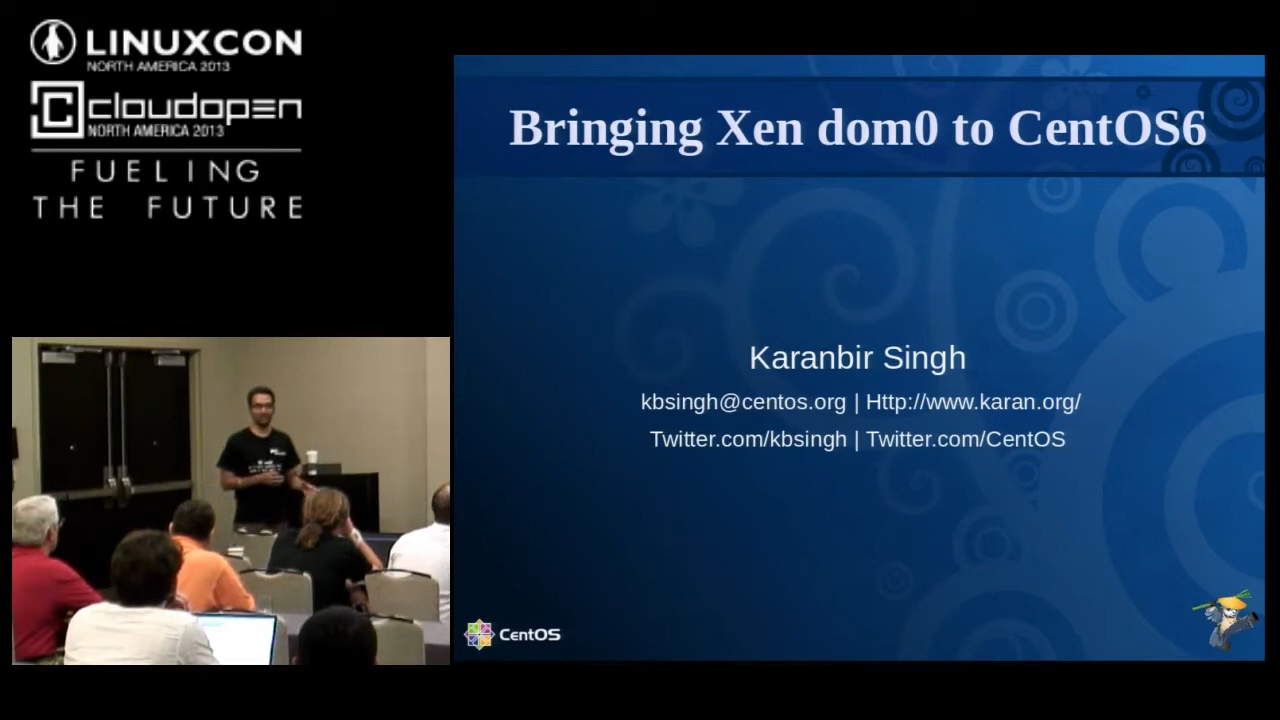 LINUXCON
NORTH AMERICA 2013
cloudopen
NORTH AMERICA 2013
FUELING
THE FUTURE
Bringing Xen dom0 to CentOS6
Karanbir Singh
kbsingh@centos.org | Http://www.karan.org/
Twitter.com/kbsingh | Twitter.com/CentOS
CentOS